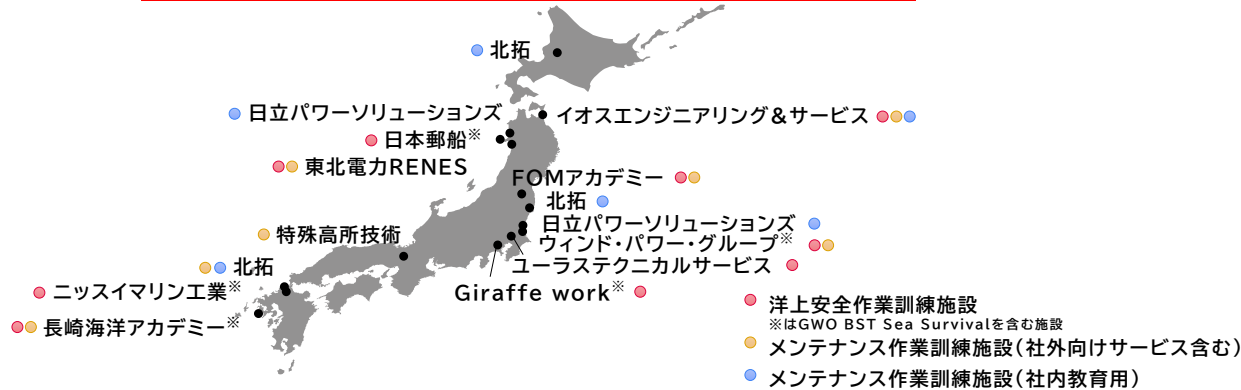 北拓
日立パワーソリューションズ
イオスエンジニアリング&サービス
日本郵船※
東北電力RENES
FOMアカデミー
北拓
日立パワーソリューションズ
特殊高所技術
ウィンド・パワー・グループ※
ユーラステクニカルサービス
北拓
Giraffe work※
ニッスイマリン工業※
長崎海洋アカデミー※
洋上安全作業訓練施設
※はGWO BST Sea Survivalを含む施設
メンテナンス作業訓練施設(社外向けサービス含む)
メンテナンス作業訓練施設(社内教育用)